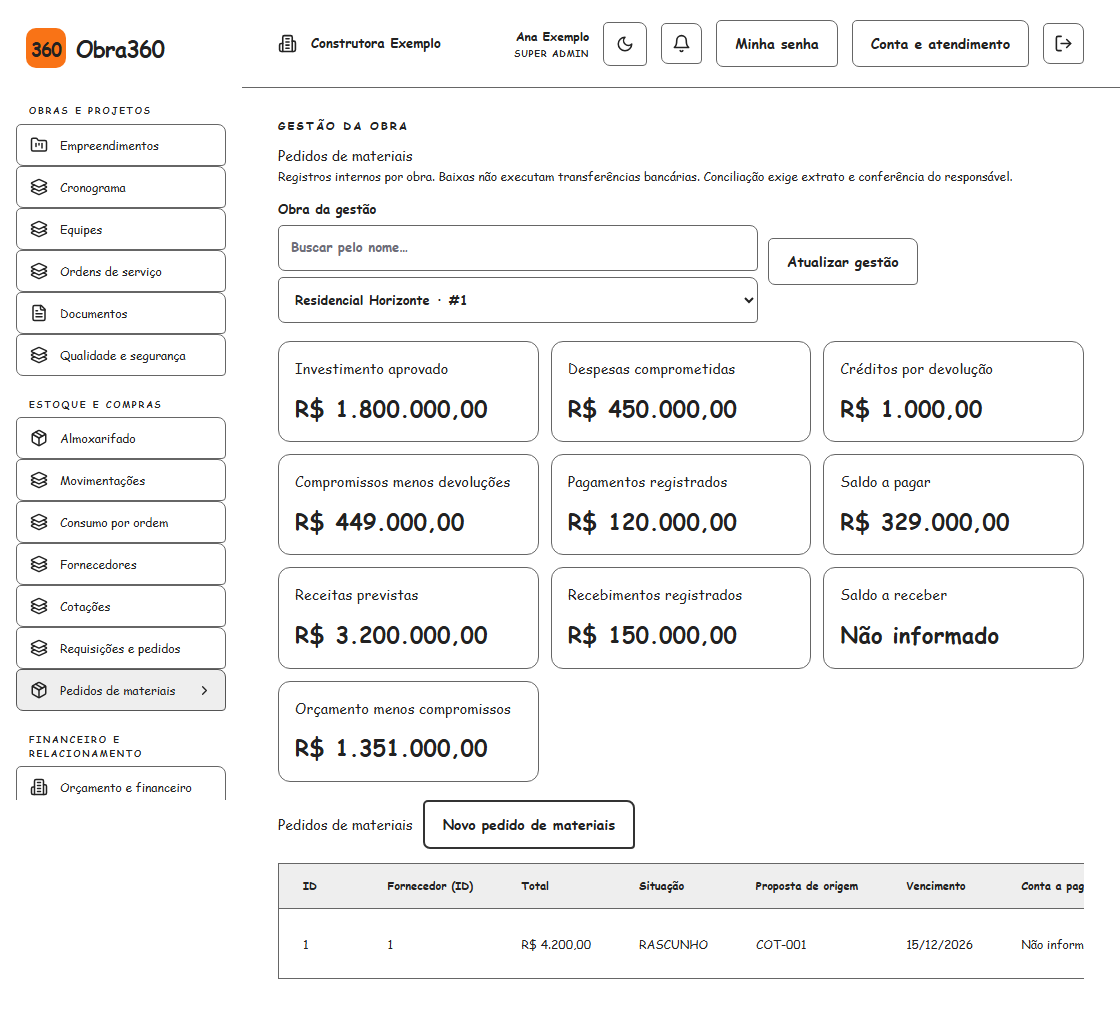 360 Obra360
Construtora Exemplo
Ana Exemplo
SUPER ADMIN
Minha senha
Conta e atendimento
OBRAS E PROJETOS
Empreendimentos
Cronograma
Equipes
Ordens de serviço
Documentos
Qualidade e segurança
ESTOQUE E COMPRAS
Almoxarifado
Movimentações
Consumo por ordem
Fornecedores
Cotações
Requisições e pedidos
Pedidos de materiais
FINANCEIRO E
RELACIONAMENTO
Orçamento e financeiro
GESTÃO DA OBRA
Pedidos de materiais
Registros internos por obra. Baixas não executam transferências bancárias. Conciliação exige extrato e conferência do responsável.
Obra da gestão
Buscar pelo nome...
Atualizar gestão
Residencial Horizonte · #1
Investimento aprovado
R$ 1.800.000,00
Despesas comprometidas
R$ 450.000,00
Créditos por devolução
R$ 1.000,00
Compromissos menos devoluções
R$ 449.000,00
Pagamentos registrados
R$ 120.000,00
Saldo a pagar
R$ 329.000,00
Receitas previstas
R$ 3.200.000,00
Recebimentos registrados
R$ 150.000,00
Saldo a receber
Não informado
Orçamento menos compromissos
R$ 1.351.000,00
Pedidos de materiais
Novo pedido de materiais
ID Fornecedor (ID) Total Situação Proposta de origem Vencimento Conta a pag
1 1 R$ 4.200,00 RASCUNHO COT-001 15/12/2026 Não inform